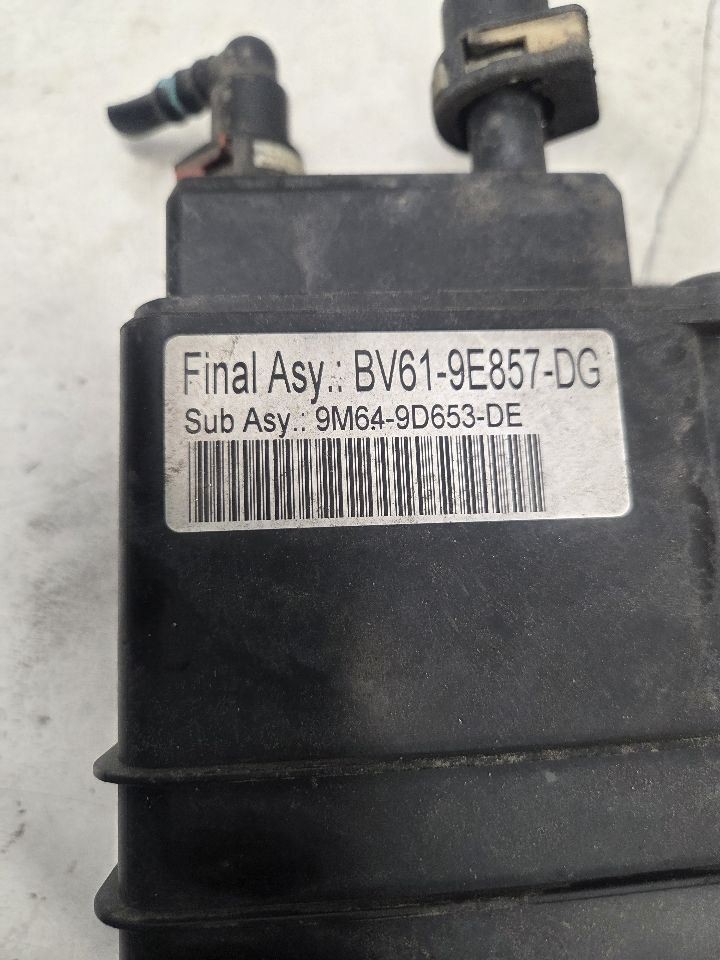 Final Asy.: BV61-9E857-DG
Sub Asy.: 9M64-9D653-DE